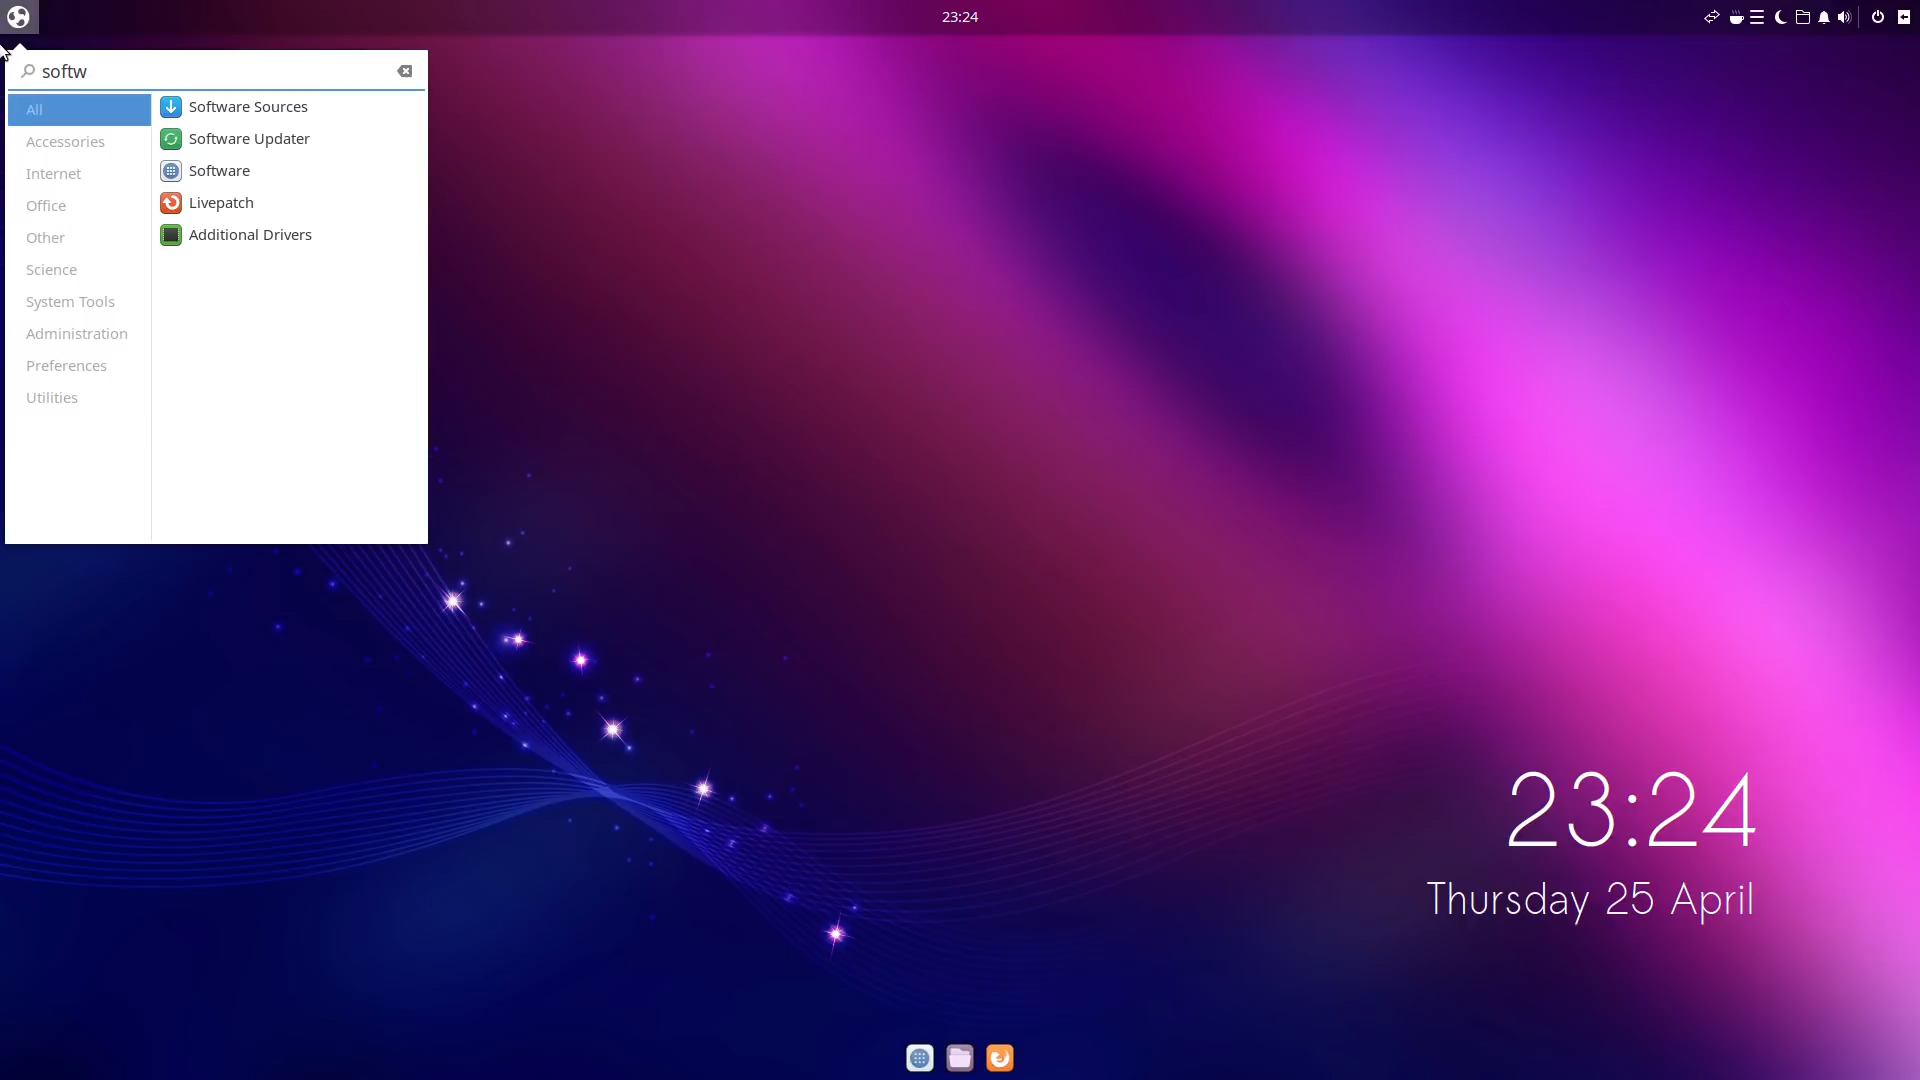 23:24
softw
All
Accessories
Internet
Office
Other
Science
System Tools
Administration
Preferences
Utilities
Software Sources
Software Updater
Software
Livepatch
Additional Drivers
23:24
Thursday 25 April